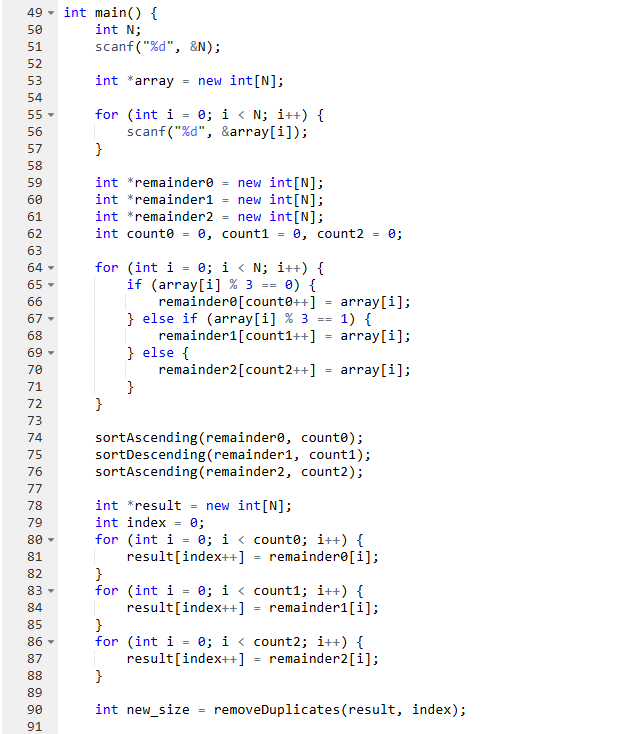 49 int main() {
50     int N;
51     scanf("%d", &N);
52
53     int *array = new int[N];
54
55     for (int i = 0; i < N; i++) {
56         scanf("%d", &array[i]);
57     }
58
59     int *remainder0 = new int[N];
60     int *remainder1 = new int[N];
61     int *remainder2 = new int[N];
62     int count0 = 0, count1 = 0, count2 = 0;
63
64     for (int i = 0; i < N; i++) {
65         if (array[i] % 3 == 0) {
66             remainder0[count0++] = array[i];
67         } else if (array[i] % 3 == 1) {
68             remainder1[count1++] = array[i];
69         } else {
70             remainder2[count2++] = array[i];
71         }
72     }
73
74     sortAscending(remainder0, count0);
75     sortDescending(remainder1, count1);
76     sortAscending(remainder2, count2);
77
78     int *result = new int[N];
79     int index = 0;
80     for (int i = 0; i < count0; i++) {
81         result[index++] = remainder0[i];
82     }
83     for (int i = 0; i < count1; i++) {
84         result[index++] = remainder1[i];
85     }
86     for (int i = 0; i < count2; i++) {
87         result[index++] = remainder2[i];
88     }
89
90     int new_size = removeDuplicates(result, index);
91